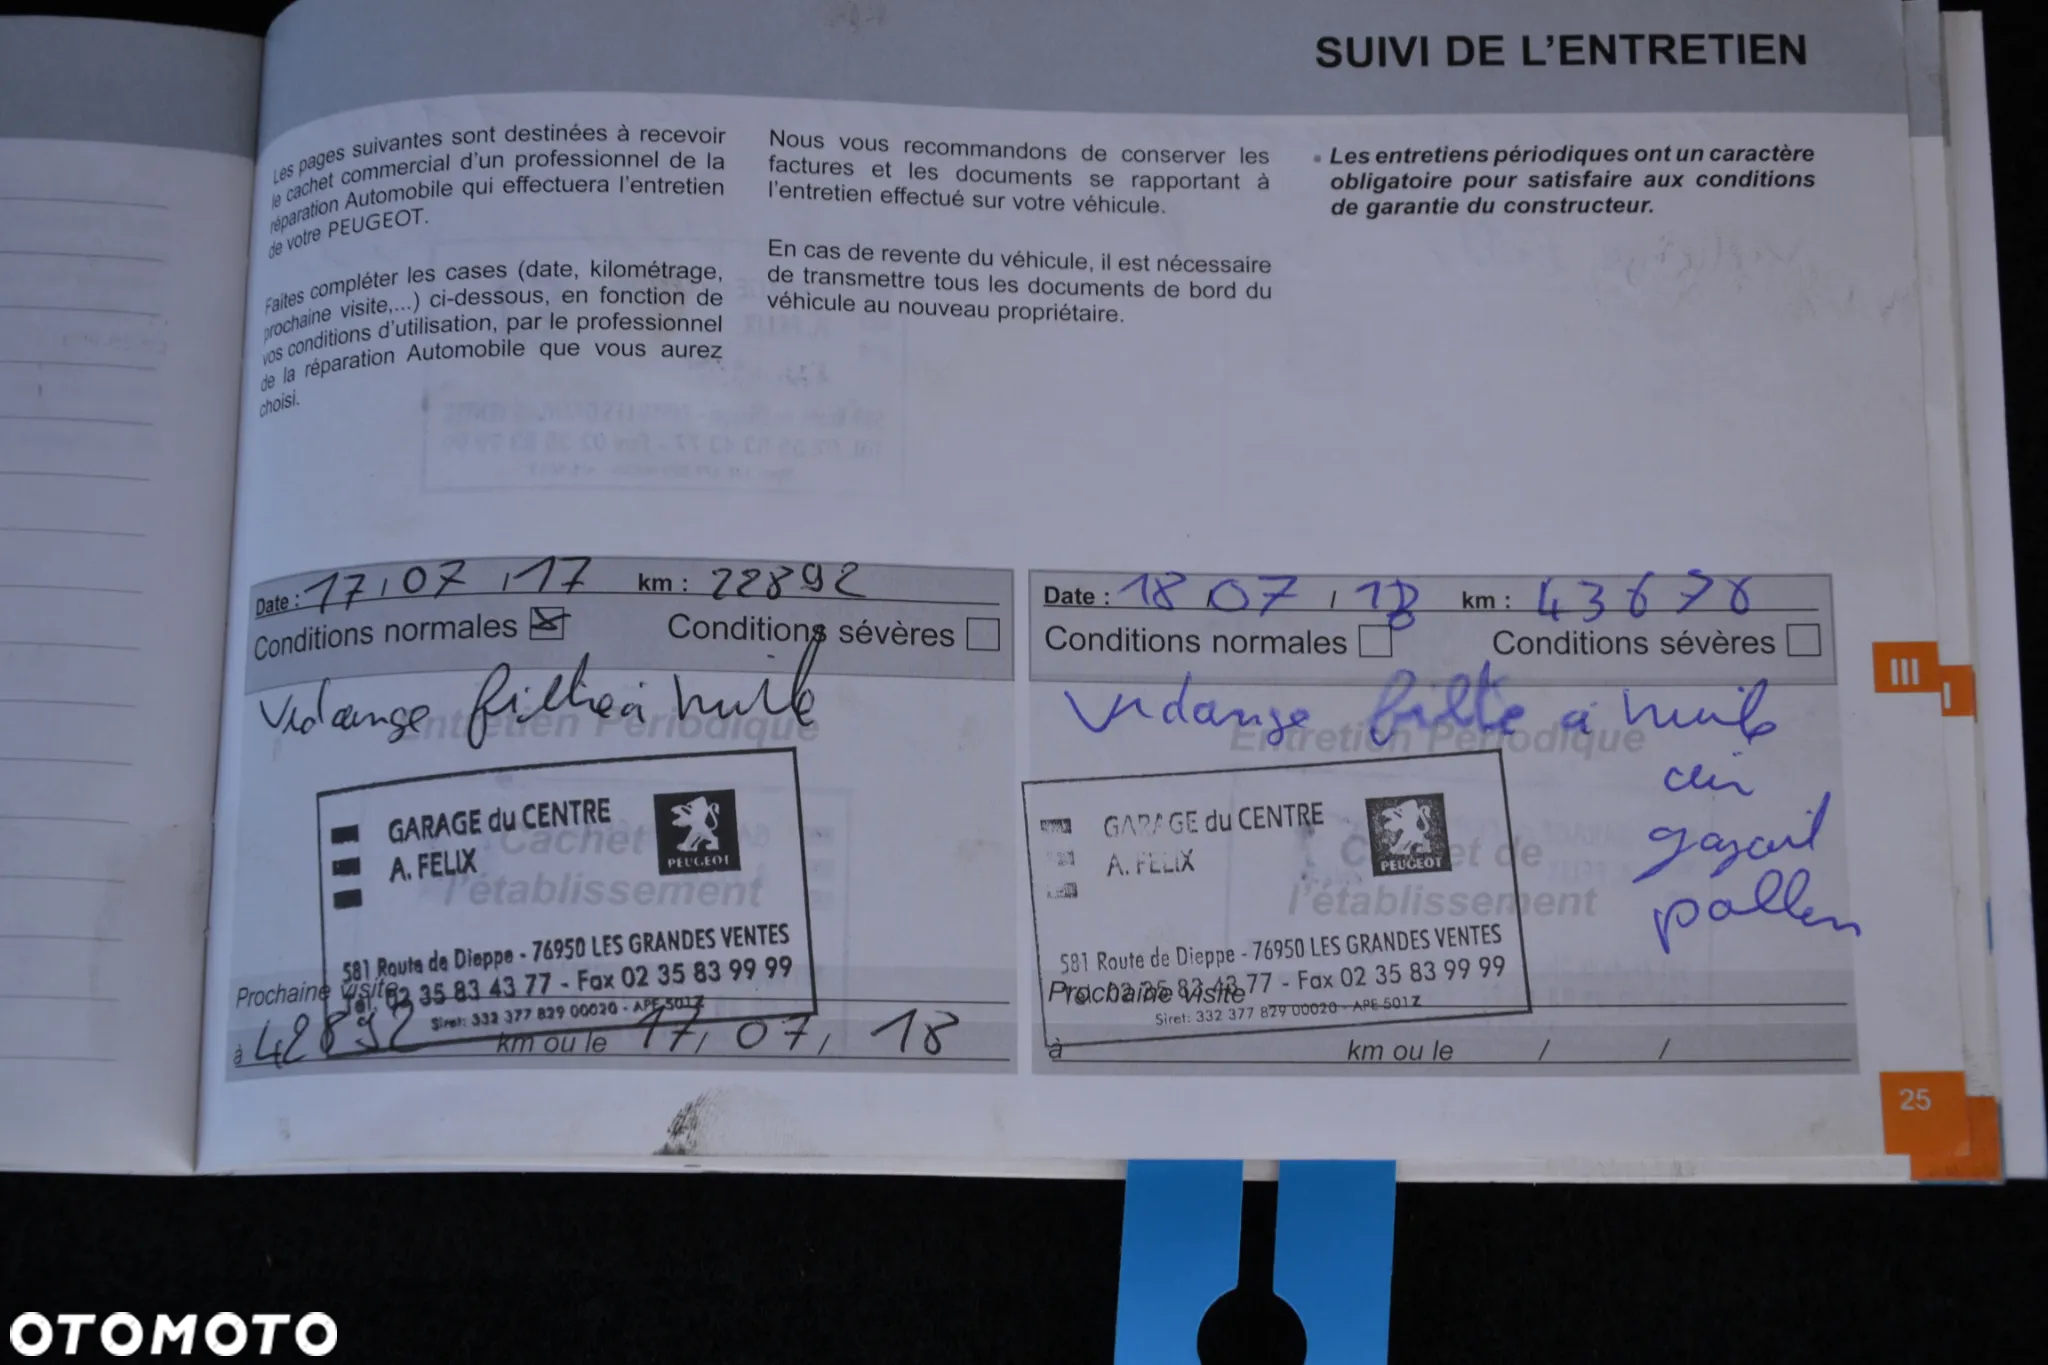 SUIVI DE L'ENTRETIEN
Les pages suivantes sont destinées à recevoir
le cachet commercial d'un professionnel de la
réparation Automobile qui effectuera l'entretien
de votre PEUGEOT.
Faites compléter les cases (date, kilométrage,
prochaine visite,...) ci-dessous, en fonction de
vos conditions d'utilisation, par le professionnel
de la réparation Automobile que vous aurez
choisi.
Nous vous recommandons de conserver les
factures et les documents se rapportant à
l'entretien effectué sur votre véhicule.
En cas de revente du véhicule, il est nécessaire
de transmettre tous les documents de bord du
véhicule au nouveau propriétaire.
• Les entretiens périodiques ont un caractère
obligatoire pour satisfaire aux conditions
de garantie du constructeur.
Date : 17 / 07 / 17 km : 22892
Conditions normales Conditions sévères
Vidange filtre à huile
Entretien Périodique
GARAGE du CENTRE
A. FELIX
PEUGEOT
Cachet
l'établissement
581 Route de Dieppe - 76950 LES GRANDES VENTES
Tél. 02 35 83 43 77 - Fax 02 35 83 99 99
Siret: 332 377 829 00020 - APE 501Z
Prochaine visite
à 42892 km ou le 17 / 07 / 18
Date : 18 07 / 18 km : 43676
Conditions normales Conditions sévères
Vidange filtre à huile
Entretien Périodique
gazoil
pollen
GARAGE du CENTRE
A. FELIX
PEUGEOT
Cachet de
l'établissement
581 Route de Dieppe - 76950 LES GRANDES VENTES
Tél. 02 35 83 43 77 - Fax 02 35 83 99 99
Prochaine visite
Siret: 332 377 829 00020 - APE 501Z
à km ou le / /
III
I
25
OTOMOTO